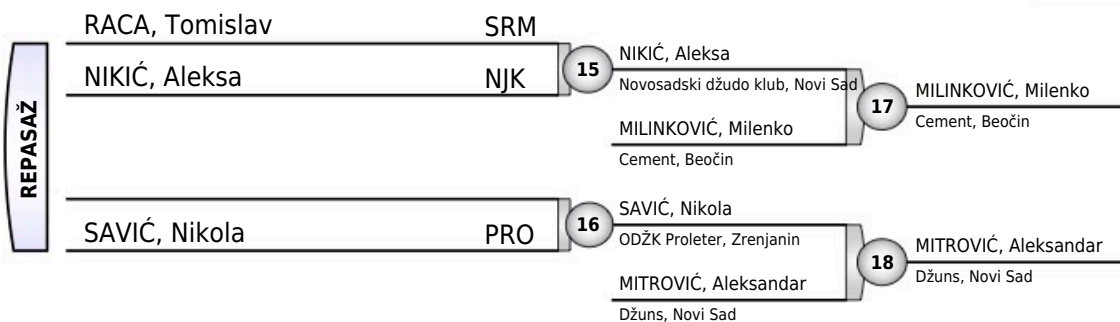 REPASAŽ
RACA, Tomislav SRM
NIKIĆ, Aleksa NJK
15
NIKIĆ, Aleksa
Novosadski džudo klub, Novi Sad
MILINKOVIĆ, Milenko
Cement, Beočin
17
MILINKOVIĆ, Milenko
Cement, Beočin
SAVIĆ, Nikola PRO
16
SAVIĆ, Nikola
ODŽK Proleter, Zrenjanin
MITROVIĆ, Aleksandar
Džuns, Novi Sad
18
MITROVIĆ, Aleksandar
Džuns, Novi Sad